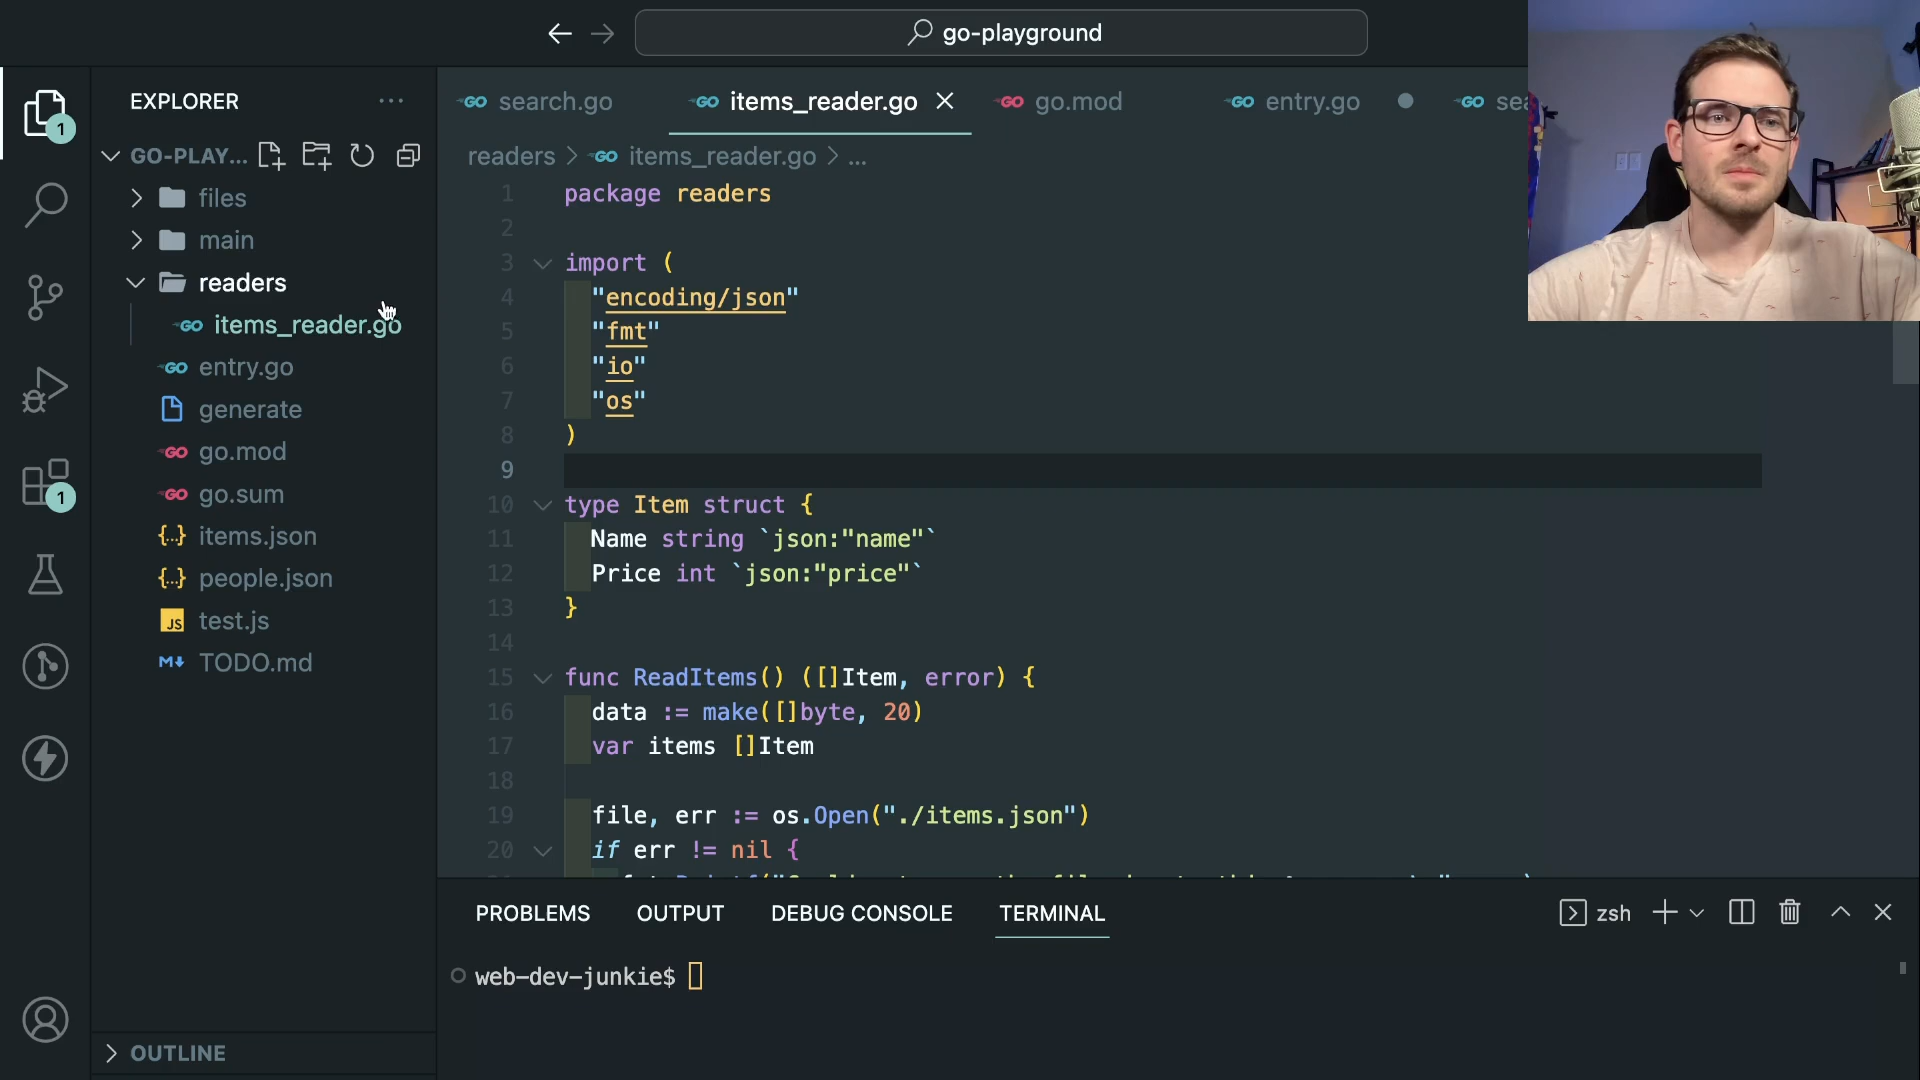 go-playground
EXPLORER
GO-PLAY...
files
main
readers
items_reader.go
entry.go
generate
go.mod
go.sum
items.json
people.json
test.js
TODO.md
OUTLINE
search.go
items_reader.go
go.mod
entry.go
readers > items_reader.go > ...
1 package readers
2
3 import (
4 "encoding/json"
5 "fmt"
6 "io"
7 "os"
8 )
9
10 type Item struct {
11 Name string `json:"name"`
12 Price int `json:"price"`
13 }
14
15 func ReadItems() ([]Item, error) {
16 data := make([]byte, 20)
17 var items []Item
18
19 file, err := os.Open("./items.json")
20 if err != nil {
PROBLEMS OUTPUT DEBUG CONSOLE TERMINAL
zsh
web-dev-junkie$